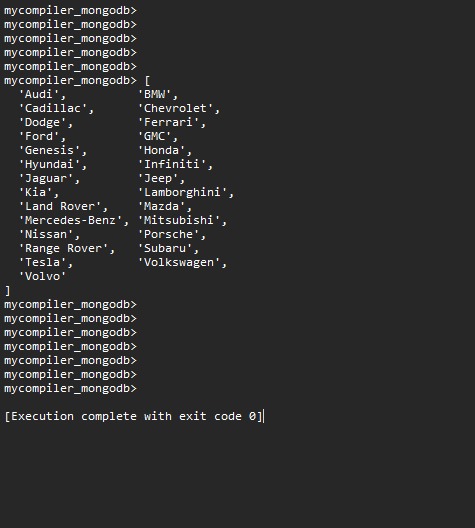 mycompiler_mongodb>
mycompiler_mongodb>
mycompiler_mongodb>
mycompiler_mongodb>
mycompiler_mongodb>
mycompiler_mongodb> [
  'Audi',          'BMW',
  'Cadillac',      'Chevrolet',
  'Dodge',         'Ferrari',
  'Ford',          'GMC',
  'Genesis',       'Honda',
  'Hyundai',       'Infiniti',
  'Jaguar',        'Jeep',
  'Kia',           'Lamborghini',
  'Land Rover',    'Mazda',
  'Mercedes-Benz', 'Mitsubishi',
  'Nissan',        'Porsche',
  'Range Rover',   'Subaru',
  'Tesla',         'Volkswagen',
  'Volvo'
]
mycompiler_mongodb>
mycompiler_mongodb>
mycompiler_mongodb>
mycompiler_mongodb>
mycompiler_mongodb>
mycompiler_mongodb>
mycompiler_mongodb>
[Execution complete with exit code 0]